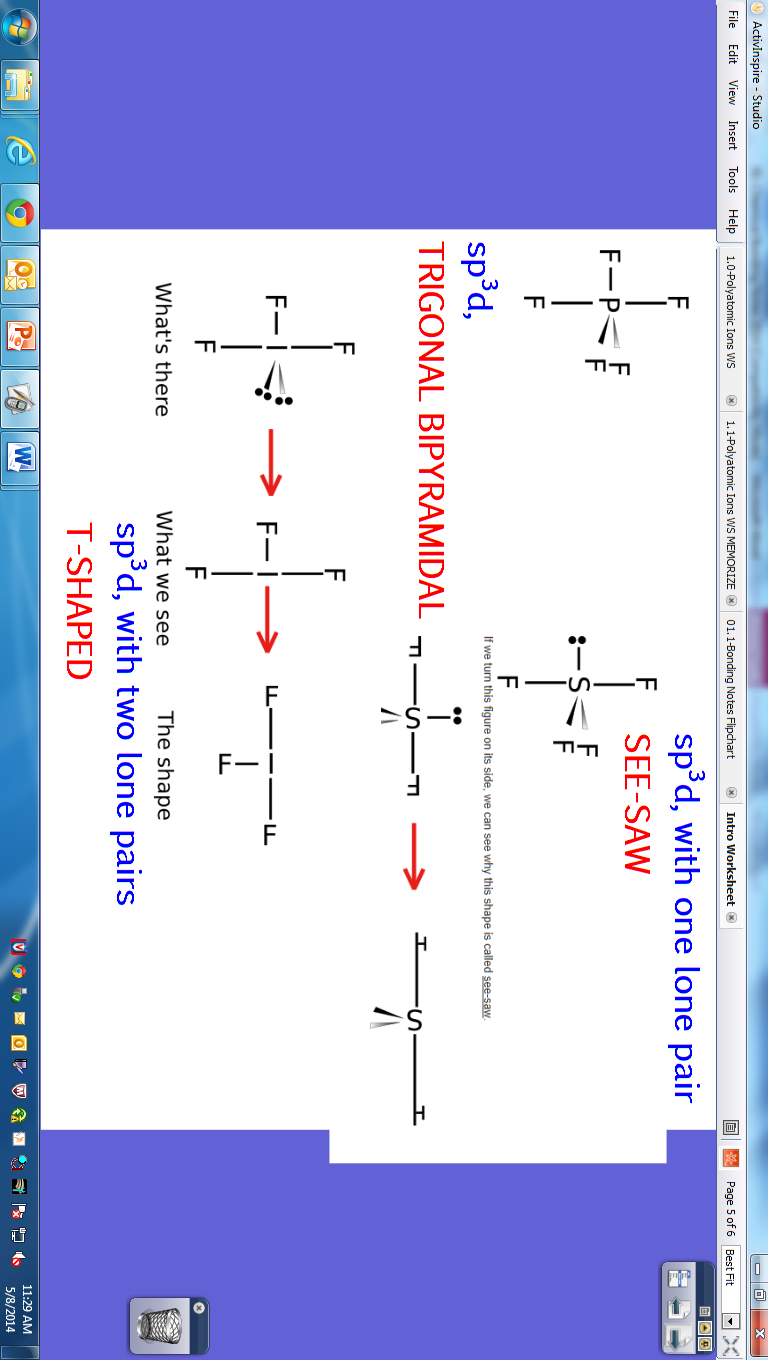 ActivInspire - Studio
File Edit View Insert Tools Help
1.0-Polyatomic Ions WS
1.1-Polyatomic Ions WS MEMORIZE
01.1-Bonding Notes Flipchart
Intro Worksheet
Page 5 of 6
Best Fit
sp³d, with one lone pair
SEE-SAW
F
F P F
F
F
F
S F
F
F
sp³d,
TRIGONAL BIPYRAMIDAL
If we turn this figure on its side, we can see why this shape is called see-saw.
F S F
S
F
F I
F
F
F I
F
F I F
F
What's there
What we see
The shape
sp³d, with two lone pairs
T-SHAPED
11:29 AM
5/8/2014